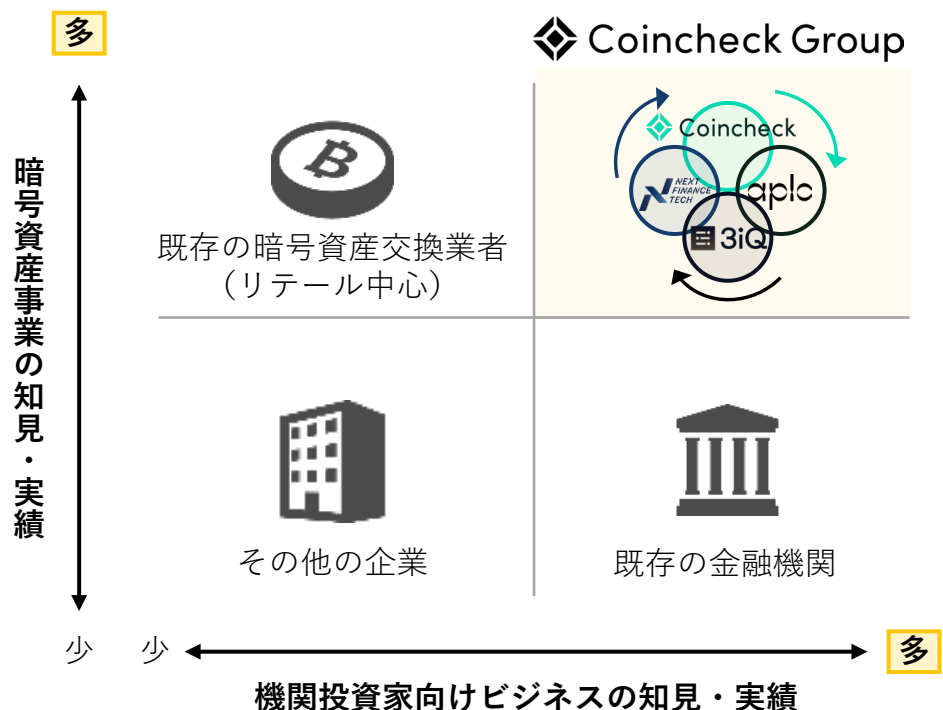 多
Coincheck Group
暗号資産事業の知見・実績
Coincheck
NEXT
FINANCE
TECH
aplo
3iQ
既存の暗号資産交換業者
（リテール中心）
その他の企業
既存の金融機関
少
少
多
機関投資家向けビジネスの知見・実績